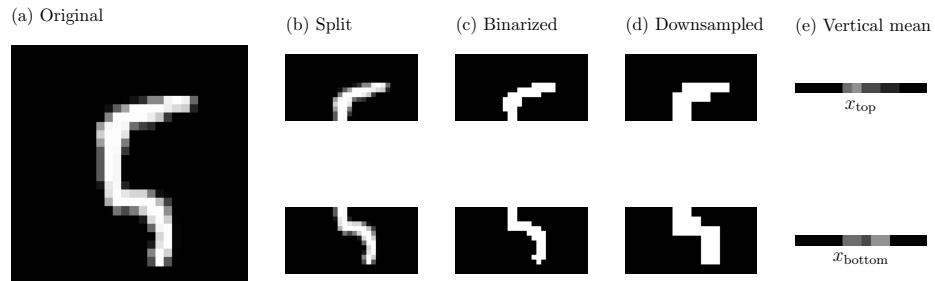 (a) Original
(b) Split
(c) Binarized
(d) Downsampled
(e) Vertical mean
x_top
x_bottom